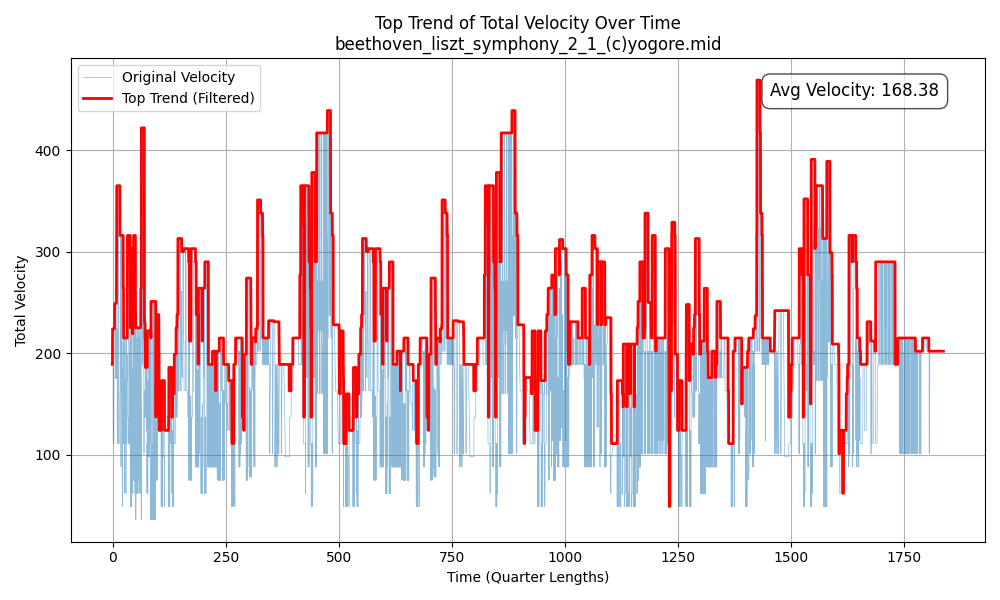 Top Trend of Total Velocity Over Time
beethoven_liszt_symphony_2_1_(c)yogore.mid
Original Velocity
Top Trend (Filtered)
Avg Velocity: 168.38
Total Velocity
400
300
200
100
0
250
500
750
1000
1250
1500
1750
Time (Quarter Lengths)